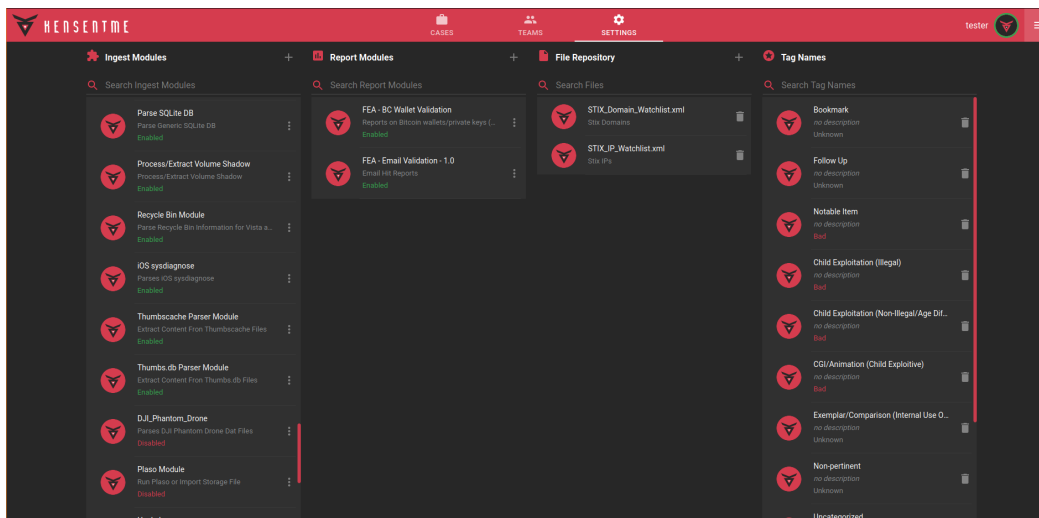 HENSENTME
CASES
TEAMS
SETTINGS
tester
Ingest Modules
Search Ingest Modules
Parse SQLite DB
Parse Generic SQLite DB
Enabled
Process/Extract Volume Shadow
Process/Extract Volume Shadow
Enabled
Recycle Bin Module
Parse Recycle Bin Information for Vista a...
Enabled
iOS sysdiagnose
Parses iOS sysdiagnose
Enabled
Thumbscache Parser Module
Extract Content Fron Thumbscache Files
Enabled
Thumbs.db Parser Module
Extract Content Fron Thumbs.db Files
Enabled
DJI_Phantom_Drone
Parses DJI Phantom Drone Dat Files
Disabled
Plaso Module
Run Plaso or Import Storage File
Disabled
Report Modules
Search Report Modules
FEA - BC Wallet Validation
Reports on Bitcoin wallets/private keys (...
Enabled
FEA - Email Validation - 1.0
Email Hit Reports
Enabled
File Repository
Search Files
STIX_Domain_Watchlist.xml
Stix Domains
STIX_IP_Watchlist.xml
Stix IPs
Tag Names
Search Tag Names
Bookmark
no description
Unknown
Follow Up
no description
Unknown
Notable Item
no description
Bad
Child Exploitation (Illegal)
no description
Bad
Child Exploitation (Non-Illegal/Age Dif...
no description
Bad
CGI/Animation (Child Exploitive)
no description
Bad
Exemplar/Comparison (Internal Use O...
no description
Unknown
Non-pertinent
no description
Unknown
Uncategorized